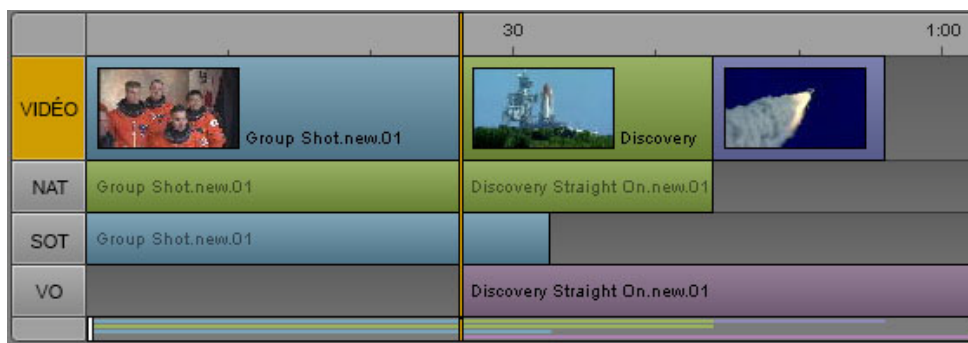 30 1:00
VIDÉO Group Shot.new.01 Discovery
NAT Group Shot.new.01 Discovery Straight On.new.01
SOT Group Shot.new.01
VO Discovery Straight On.new.01